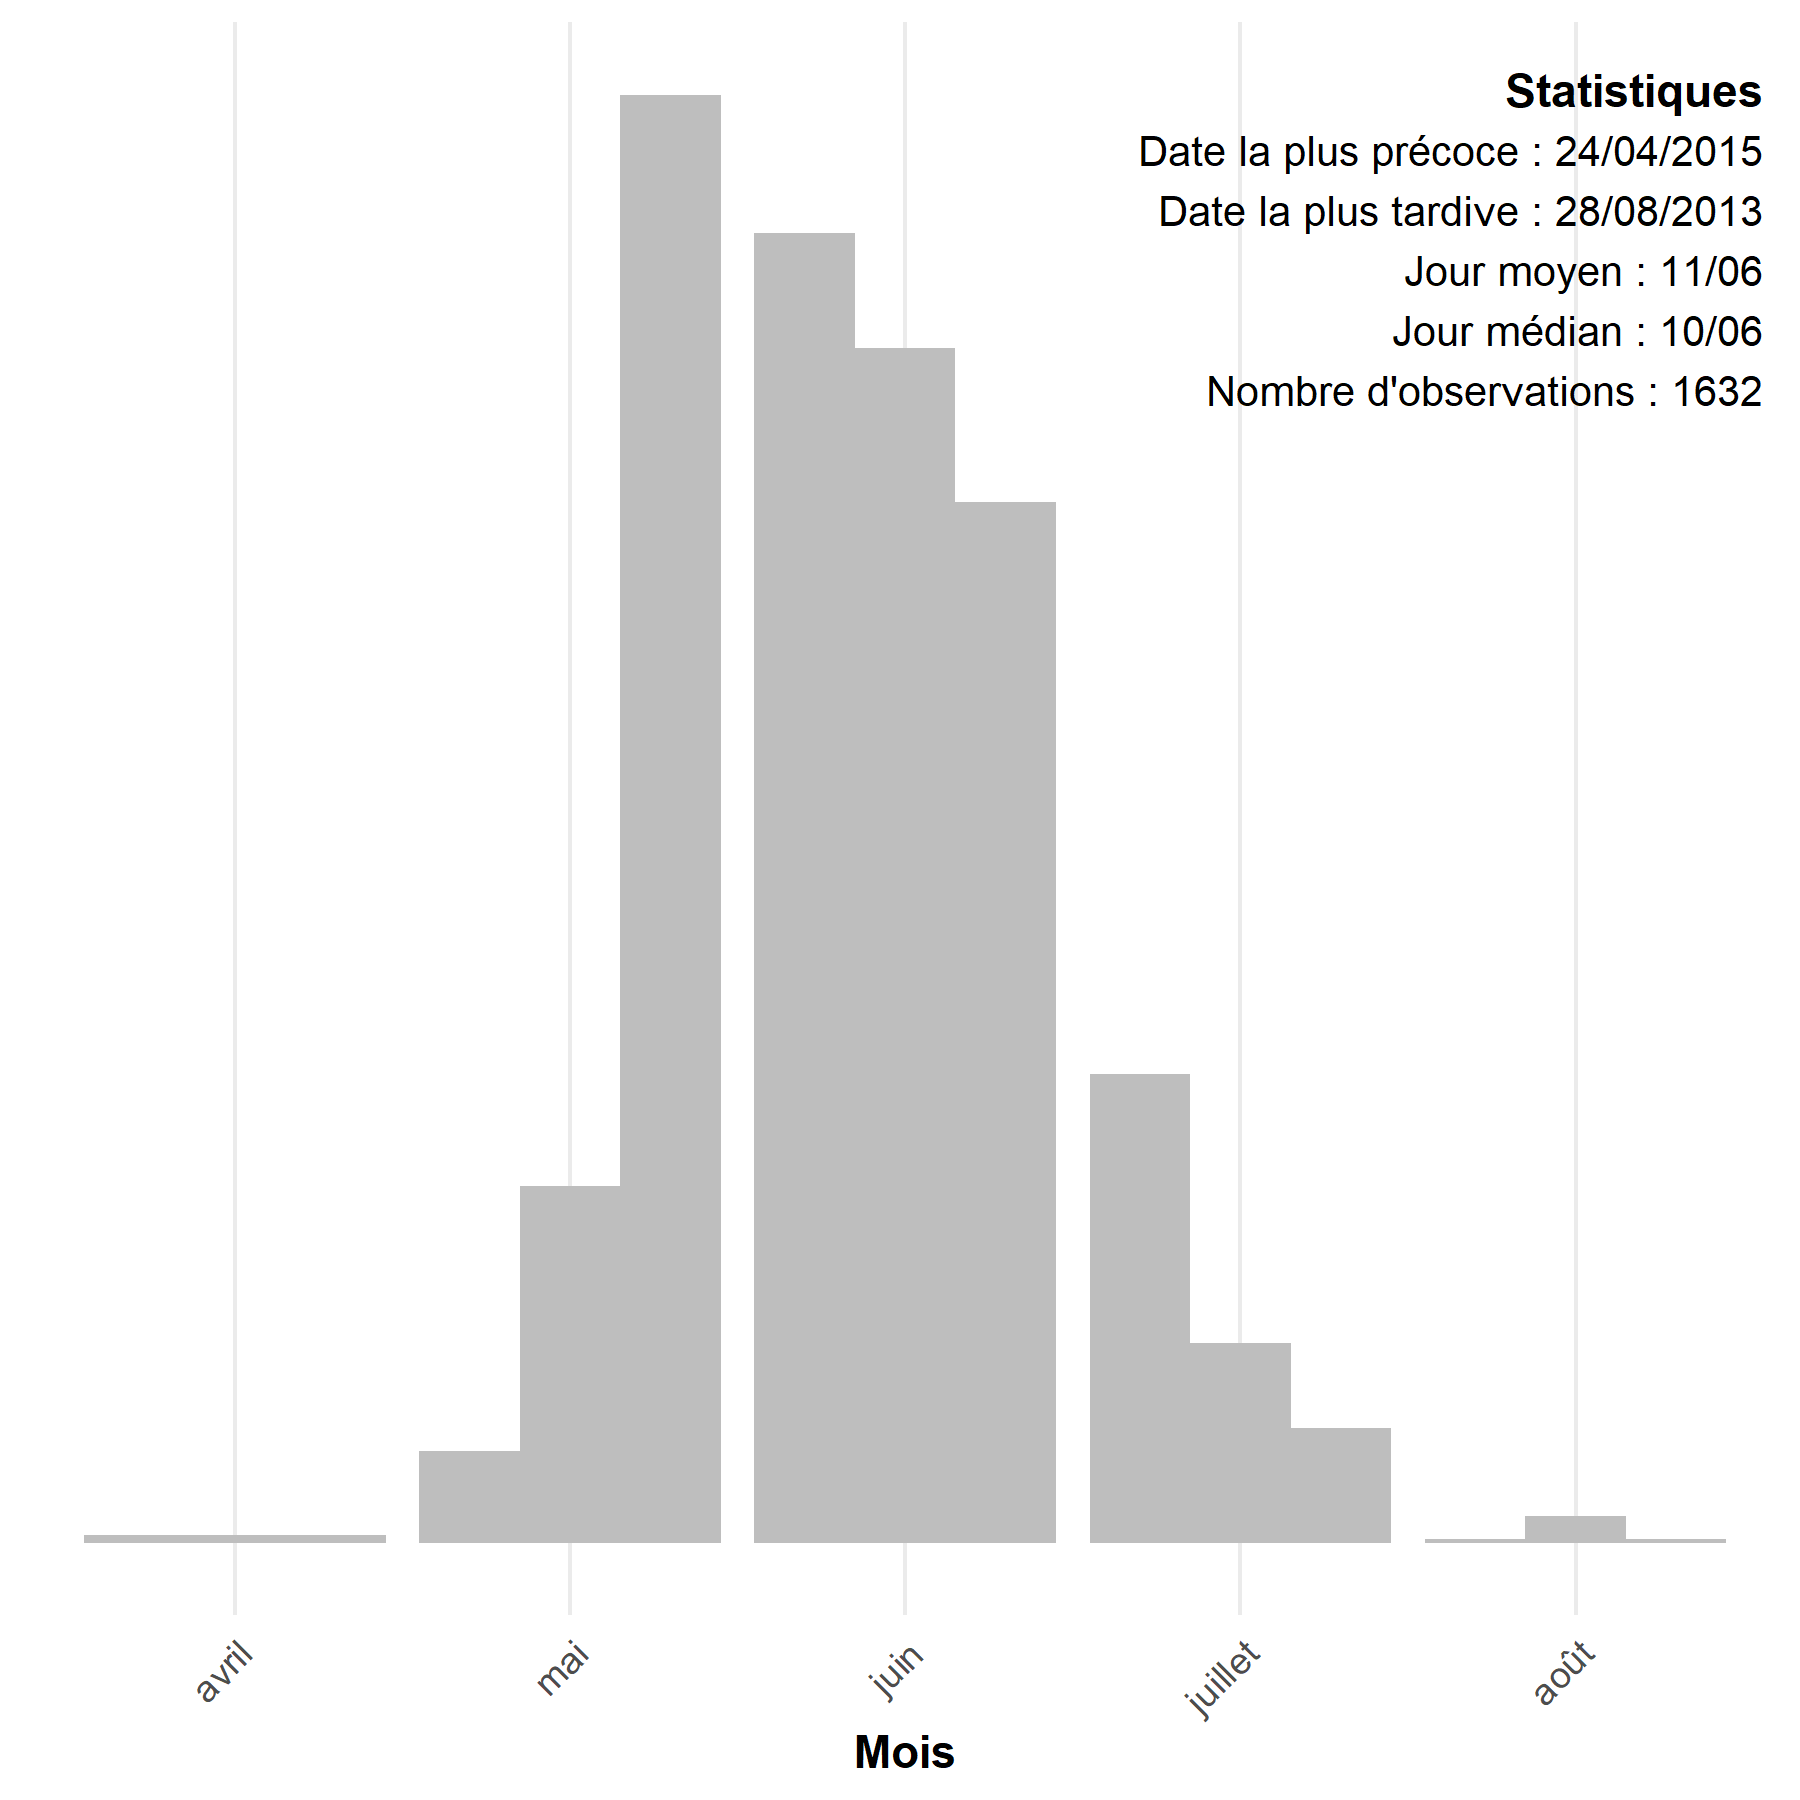 Statistiques
Date la plus précoce : 24/04/2015
Date la plus tardive : 28/08/2013
Jour moyen : 11/06
Jour médian : 10/06
Nombre d'observations : 1632
avril
mai
juin
juillet
août
Mois